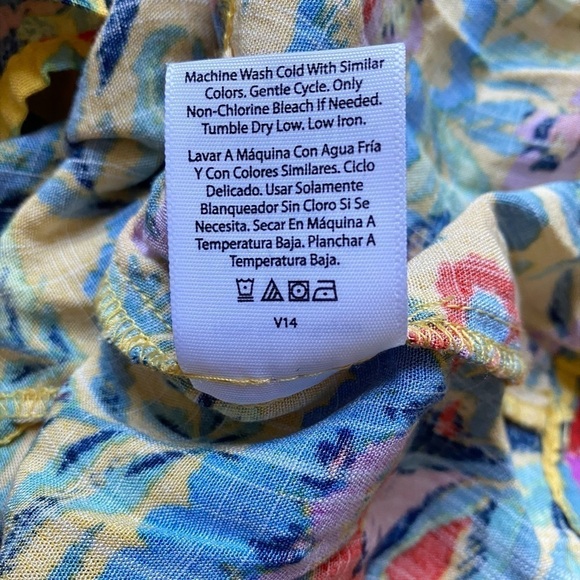 Machine Wash Cold With Similar
Colors. Gentle Cycle. Only
Non-Chlorine Bleach If Needed.
Tumble Dry Low. Low Iron.
Lavar A Máquina Con Agua Fría
Y Con Colores Similares. Ciclo
Delicado. Usar Solamente
Blanqueador Sin Cloro Si Se
Necesita. Secar En Máquina A
Temperatura Baja. Planchar A
Temperatura Baja.
V14